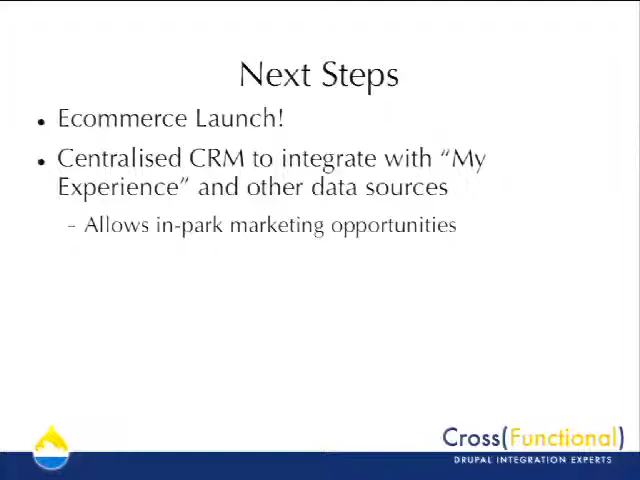 Next Steps
• Ecommerce Launch!
• Centralised CRM to integrate with “My
Experience” and other data sources
– Allows in-park marketing opportunities
Cross(Functional)
DRUPAL INTEGRATION EXPERTS